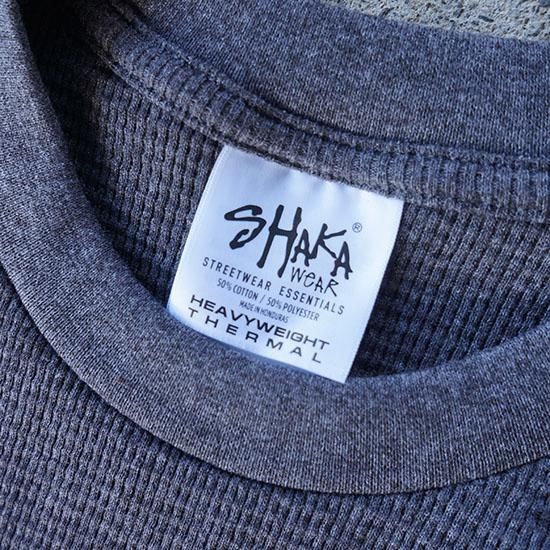 SHAKA®
WEAR
STREETWEAR ESSENTIALS
50% COTTON / 50% POLYESTER
MADE IN HONDURAS
HEAVYWEIGHT
THERMAL